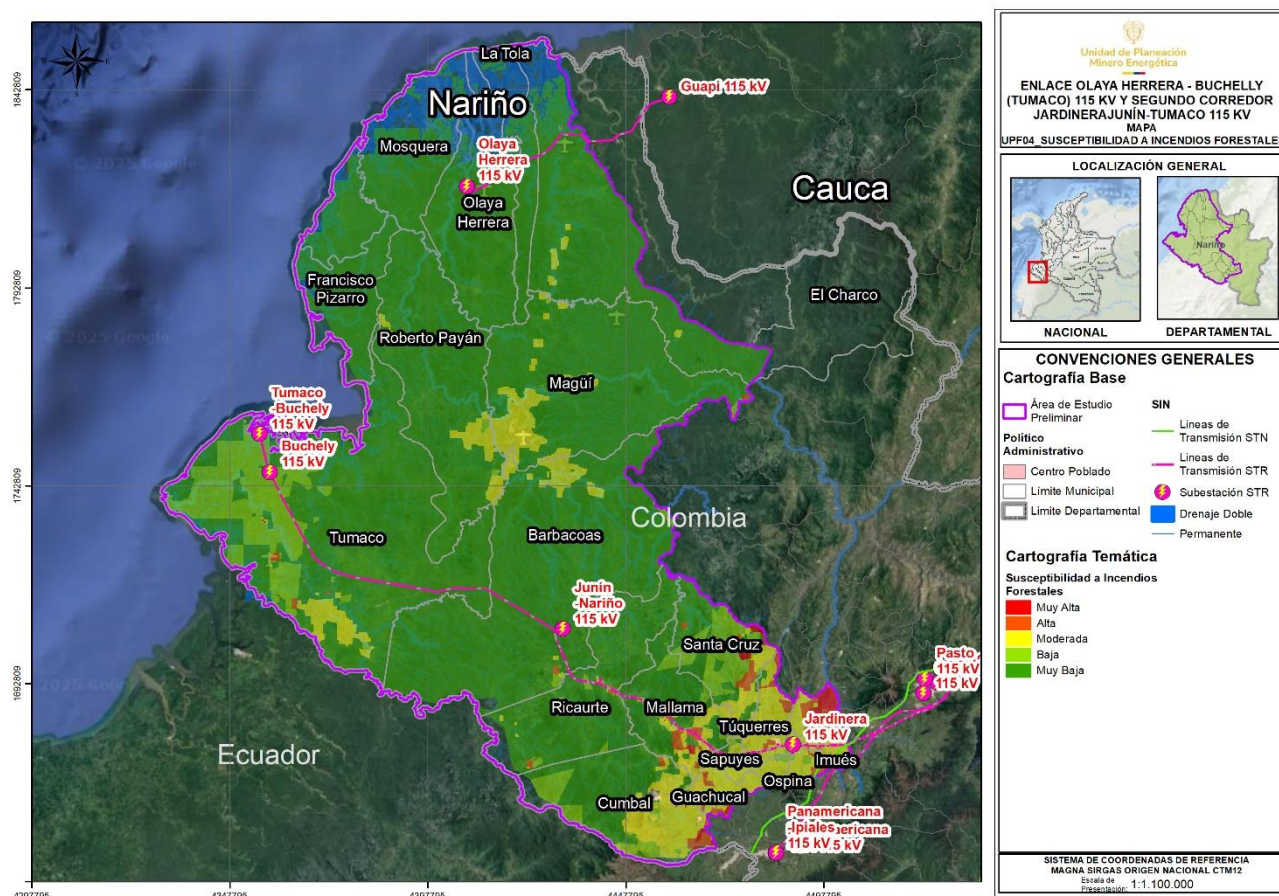 La Tola
Nariño
Guapi 115 kV
Mosquera
Olaya
Herrera
115 kV
Olaya
Herrera
Cauca
Francisco
Pizarro
El Charco
Roberto Payán
Magüí
Tumaco
-Buchely
115 kV
Buchely
115 kV
Colombia
Tumaco
Barbacoas
Junín
-Nariño
115 kV
Santa Cruz
Pasto
115 kV
115 kV
Ricaurte
Mallama
Túquerres
Jardinera
115 kV
Ecuador
Sapuyes
Imués
Ospina
Cumbal
Guachucal
Panamericana
-Ipiales
115 kV
© 2025 Google
1842809
1792809
1742809
1692809
4297795
4347795
4397795
4447795
4497795
Unidad de Planeación
Minero Energética
ENLACE OLAYA HERRERA - BUCHELLY
(TUMACO) 115 KV Y SEGUNDO CORREDOR
JARDINERAJUNÍN-TUMACO 115 KV
MAPA
UPF04_SUSCEPTIBILIDAD A INCENDIOS FORESTALE
LOCALIZACIÓN GENERAL
Nariño
NACIONAL
DEPARTAMENTAL
CONVENCIONES GENERALES
Cartografía Base
Área de Estudio
Preliminar
Político
Administrativo
Centro Poblado
Límite Municipal
Limite Departamental
SIN
Lineas de
Transmisión STN
Lineas de
Transmisión STR
Subestación STR
Drenaje Doble
Permanente
Cartografía Temática
Susceptibilidad a Incendios
Forestales
Muy Alta
Alta
Moderada
Baja
Muy Baja
SISTEMA DE COORDENADAS DE REFERENCIA
MAGNA SIRGAS ORIGEN NACIONAL CTM12
Escala de
Presentación: 1:1.100.000